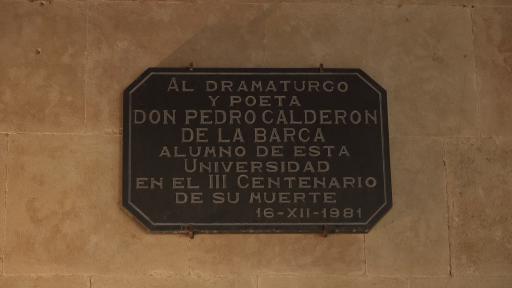 AL DRAMATURGO
Y POETA
DON PEDRO CALDERON
DE LA BARCA
ALUMNO DE ESTA
UNIVERSIDAD
EN EL III CENTENARIO
DE SU MUERTE
16-XII-1981